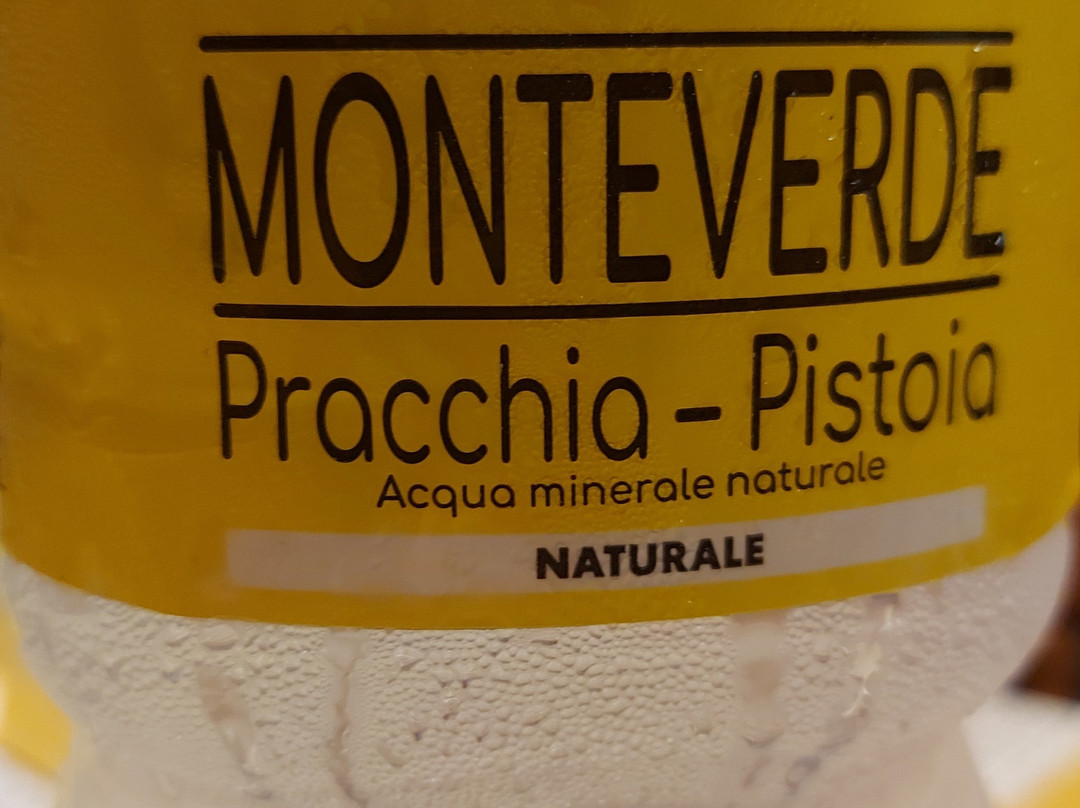 MONTEVERDE
Pracchia – Pistoia
Acqua minerale naturale
NATURALE